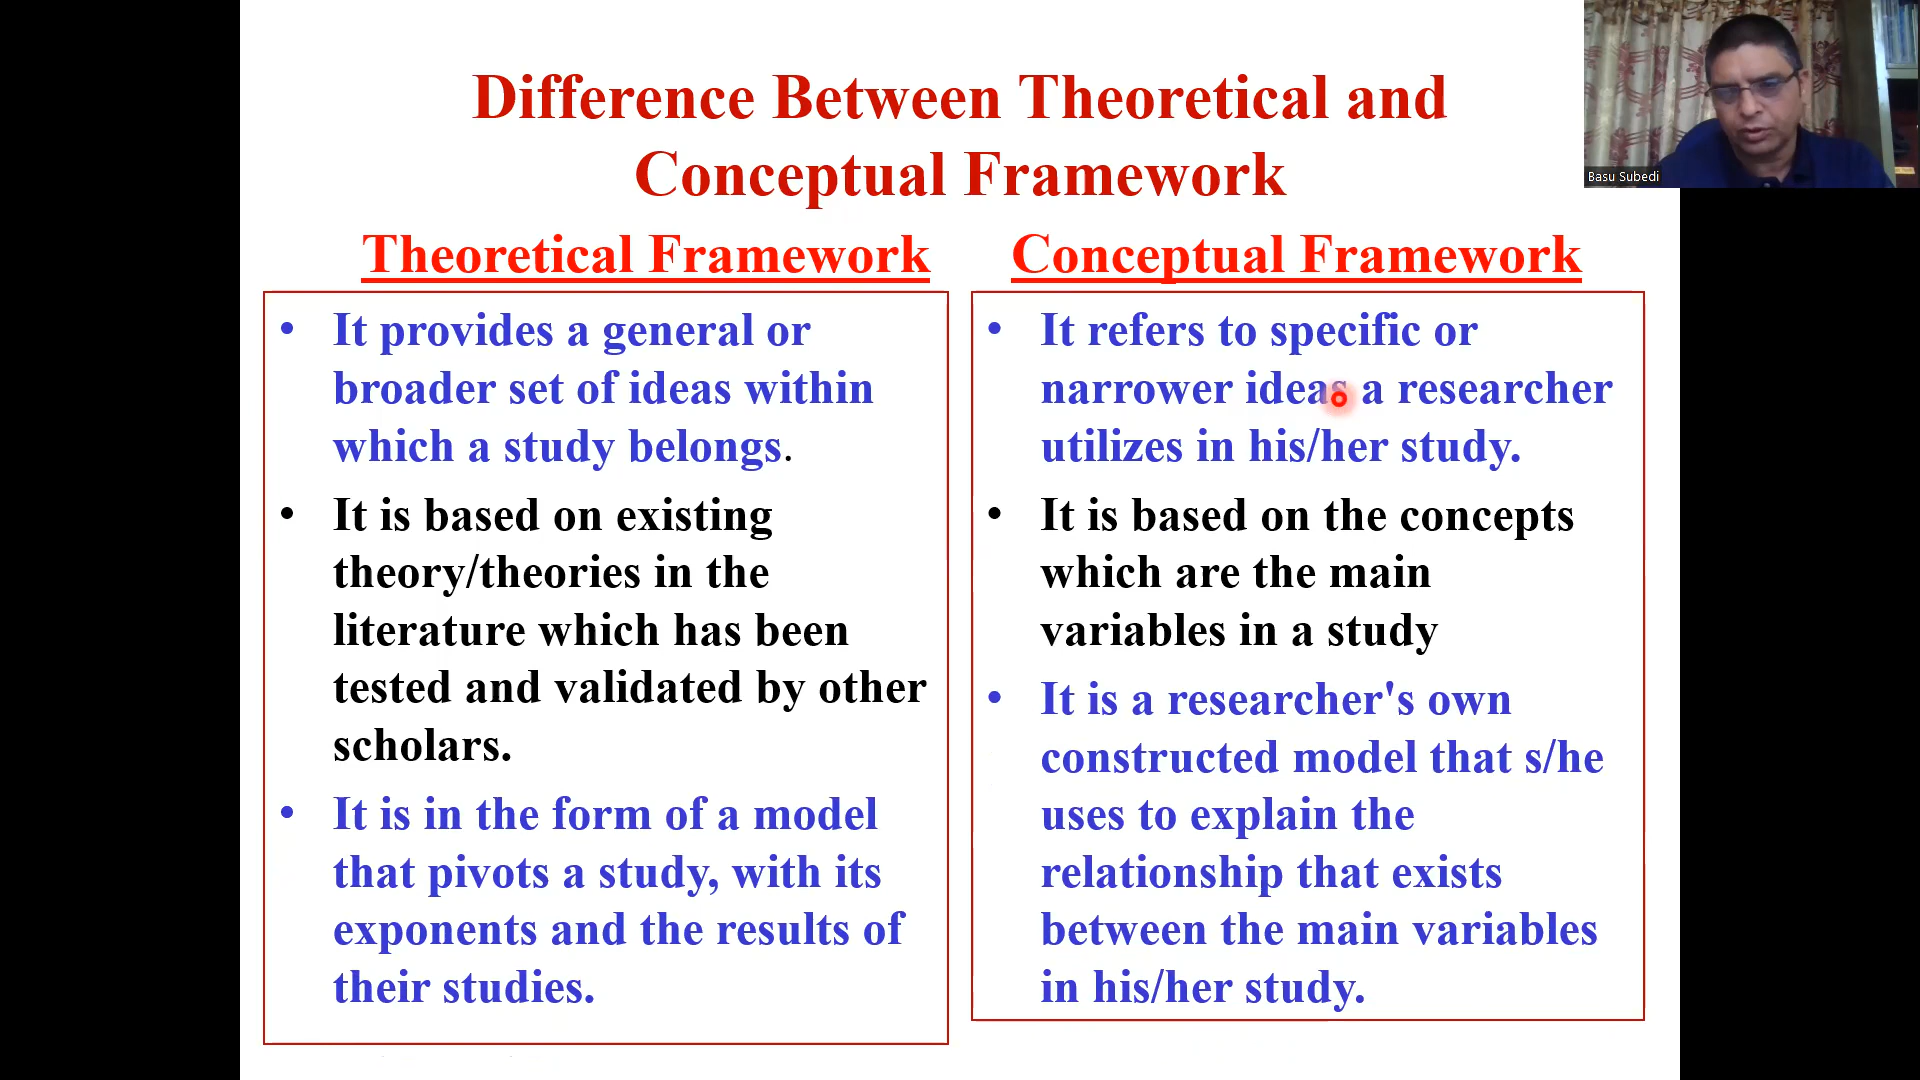 Difference Between Theoretical and
Conceptual Framework
Basu Subedi
Theoretical Framework
• It provides a general or
broader set of ideas within
which a study belongs.
• It is based on existing
theory/theories in the
literature which has been
tested and validated by other
scholars.
• It is in the form of a model
that pivots a study, with its
exponents and the results of
their studies.
Conceptual Framework
• It refers to specific or
narrower ideas a researcher
utilizes in his/her study.
• It is based on the concepts
which are the main
variables in a study
• It is a researcher's own
constructed model that s/he
uses to explain the
relationship that exists
between the main variables
in his/her study.